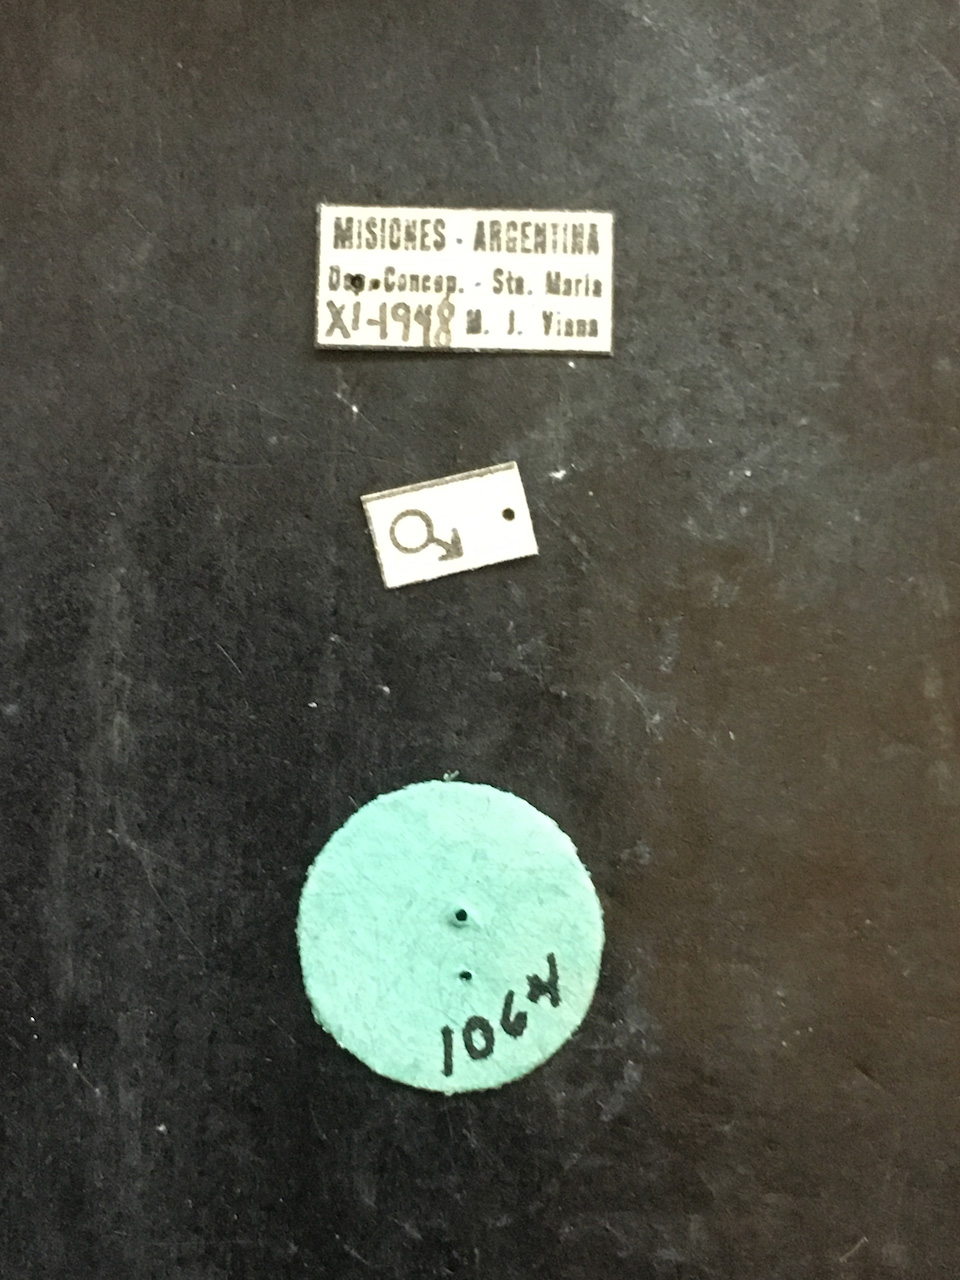 MISIONES - ARGENTINA
Dep. Concep. - Sta. Maria
XI-1948 M. J. Viana
♂
1064